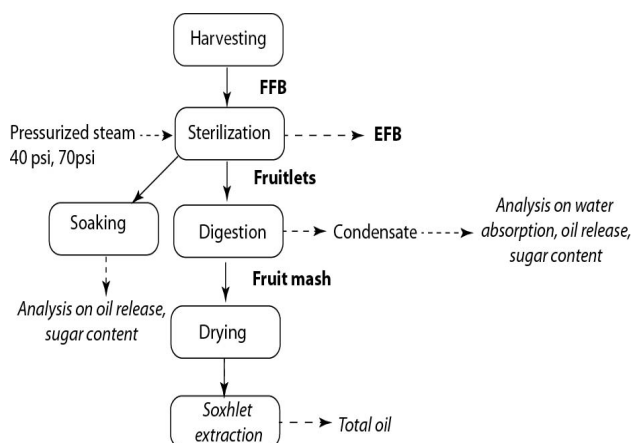 Harvesting
FFB
Pressurized steam
40 psi, 70psi
Sterilization
EFB
Fruitlets
Soaking
Digestion
Condensate
Analysis on water
absorption, oil release,
sugar content
Fruit mash
Analysis on oil release,
sugar content
Drying
Soxhlet
extraction
Total oil